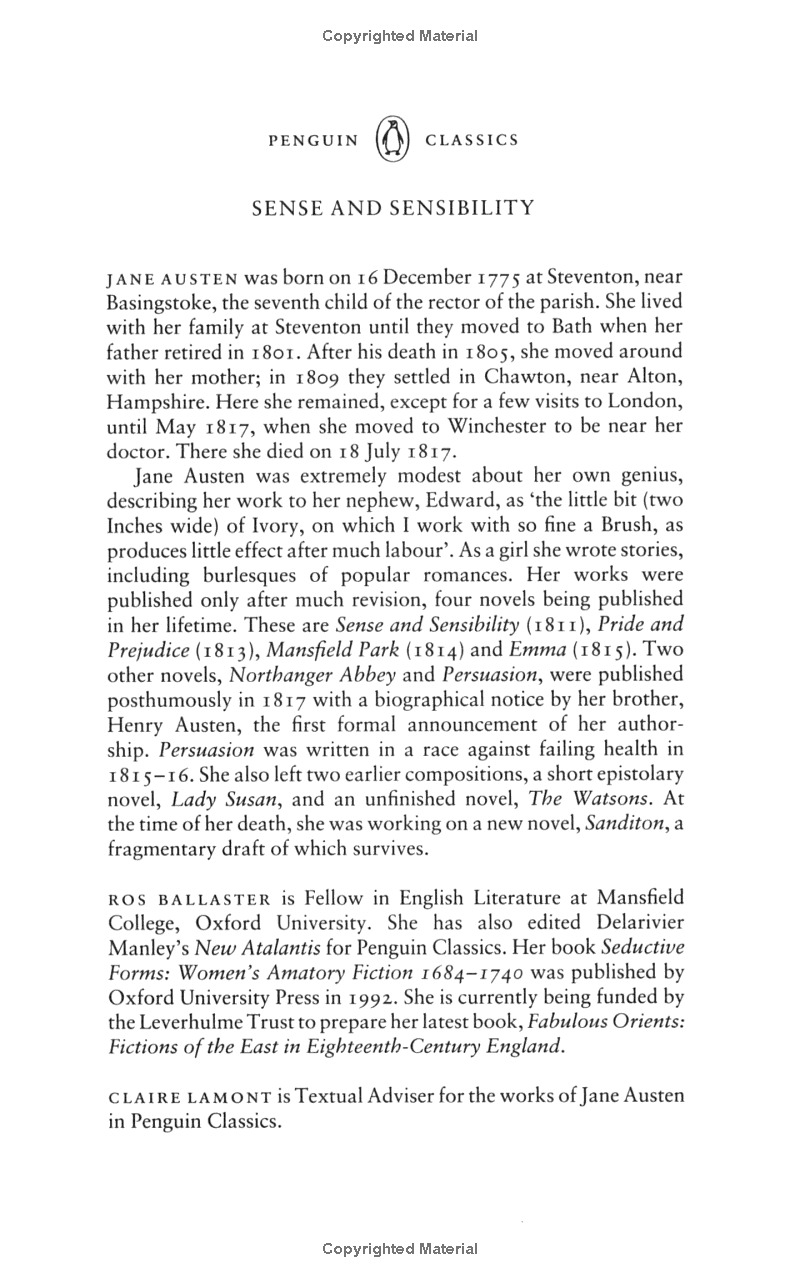 Copyrighted Material
PENGUIN CLASSICS
SENSE AND SENSIBILITY
JANE AUSTEN was born on 16 December 1775 at Steventon, near
Basingstoke, the seventh child of the rector of the parish. She lived
with her family at Steventon until they moved to Bath when her
father retired in 1801. After his death in 1805, she moved around
with her mother; in 1809 they settled in Chawton, near Alton,
Hampshire. Here she remained, except for a few visits to London,
until May 1817, when she moved to Winchester to be near her
doctor. There she died on 18 July 1817.
Jane Austen was extremely modest about her own genius,
describing her work to her nephew, Edward, as ‘the little bit (two
Inches wide) of Ivory, on which I work with so fine a Brush, as
produces little effect after much labour’. As a girl she wrote stories,
including burlesques of popular romances. Her works were
published only after much revision, four novels being published
in her lifetime. These are Sense and Sensibility (1811), Pride and
Prejudice (1813), Mansfield Park (1814) and Emma (1815). Two
other novels, Northanger Abbey and Persuasion, were published
posthumously in 1817 with a biographical notice by her brother,
Henry Austen, the first formal announcement of her author-
ship. Persuasion was written in a race against failing health in
1815–16. She also left two earlier compositions, a short epistolary
novel, Lady Susan, and an unfinished novel, The Watsons. At
the time of her death, she was working on a new novel, Sanditon, a
fragmentary draft of which survives.
ROS BALLASTER is Fellow in English Literature at Mansfield
College, Oxford University. She has also edited Delarivier
Manley’s New Atalantis for Penguin Classics. Her book Seductive
Forms: Women’s Amatory Fiction 1684–1740 was published by
Oxford University Press in 1992. She is currently being funded by
the Leverhulme Trust to prepare her latest book, Fabulous Orients:
Fictions of the East in Eighteenth-Century England.
CLAIRE LAMONT is Textual Adviser for the works of Jane Austen
in Penguin Classics.
Copyrighted Material